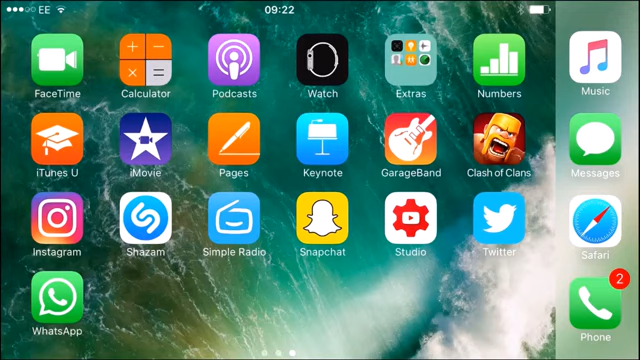 EE 09:22
FaceTime Calculator Podcasts Watch Extras Numbers Music
iTunes U iMovie Pages Keynote GarageBand Clash of Clans Messages
Instagram Shazam Simple Radio Snapchat Studio Twitter Safari
2
WhatsApp Phone